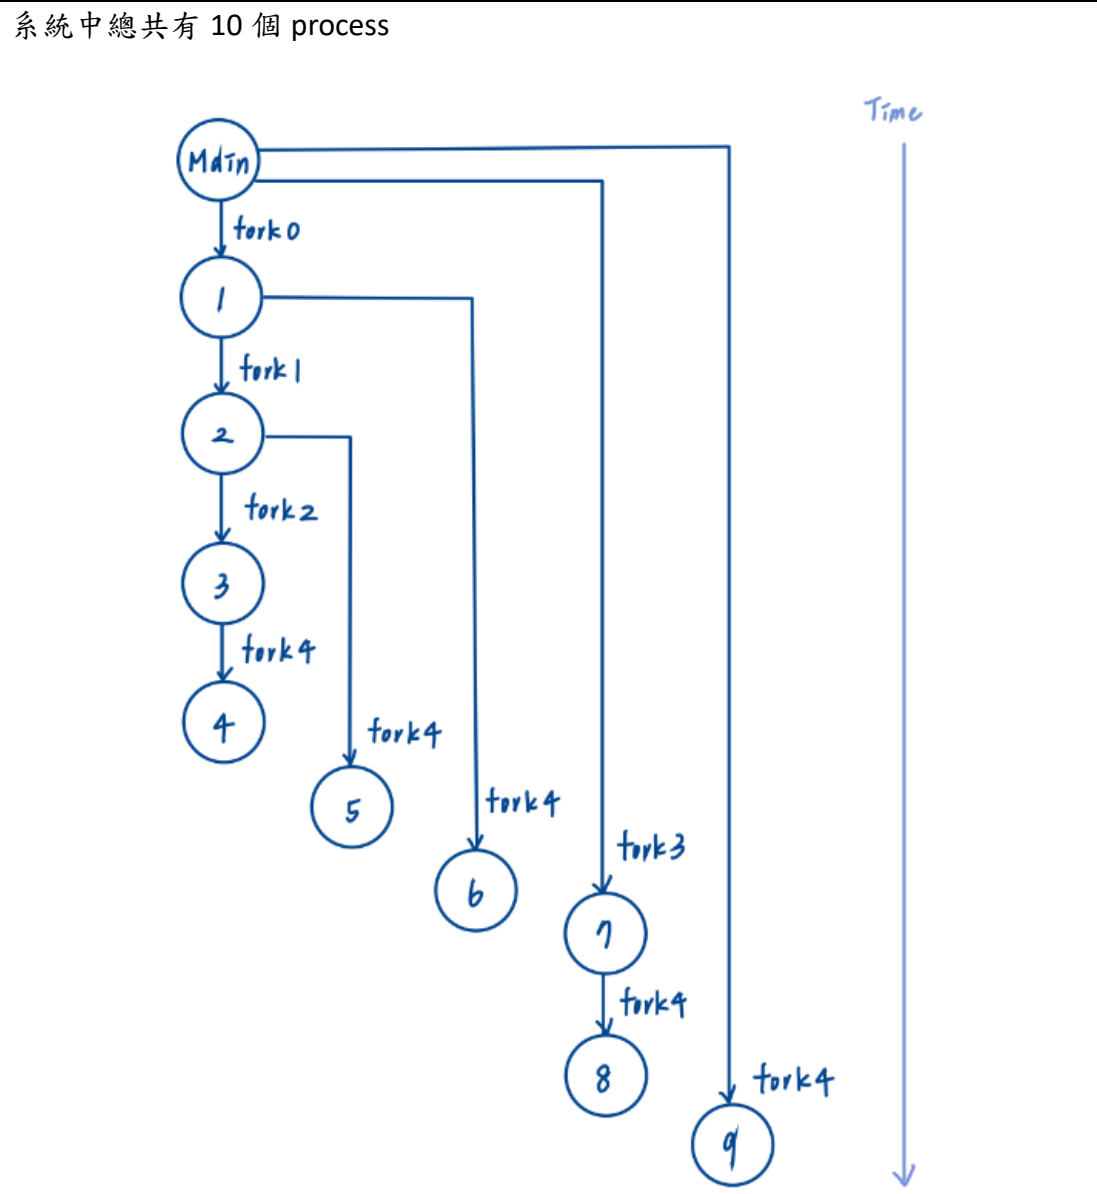 系統中總共有 10 個 process
Time
Main
fork0
1
fork1
2
fork2
3
fork4
4
fork4
5
fork4
6
fork3
7
fork4
8
fork4
9